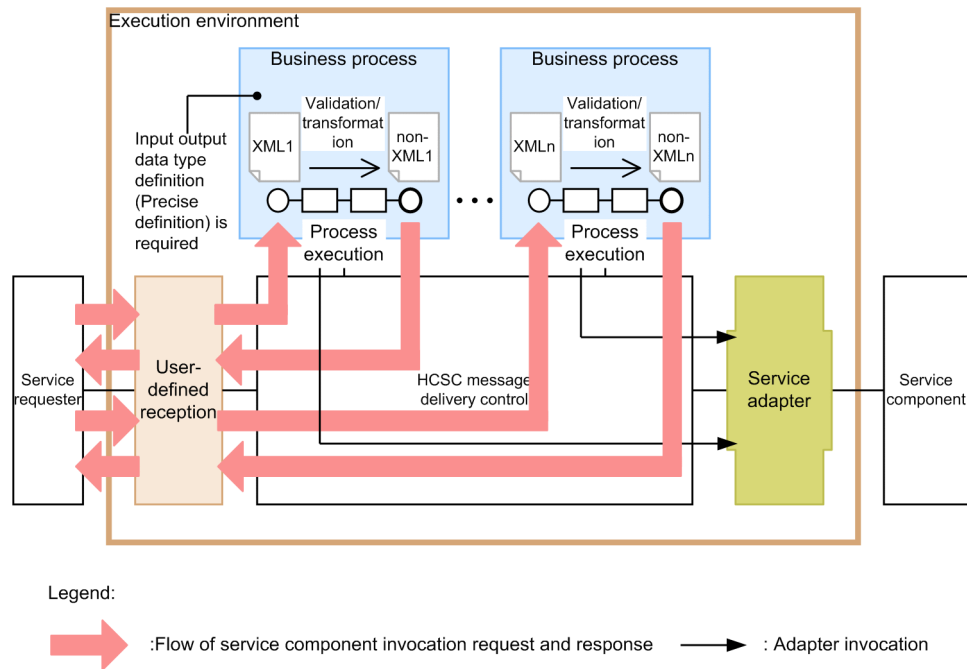 Execution environment
Business process
Business process
Input output
data type
definition
(Precise
definition) is
required
Validation/
transformat
ion
XML1
non-
XML1
Validation/
transformat
ion
XMLn
non-
XMLn
Process
execution
Process
execution
Service
requester
User-
defined
reception
HCSC message
delivery control
Service
adapter
Service
component
Legend:
:Flow of service component invocation request and response
: Adapter invocation